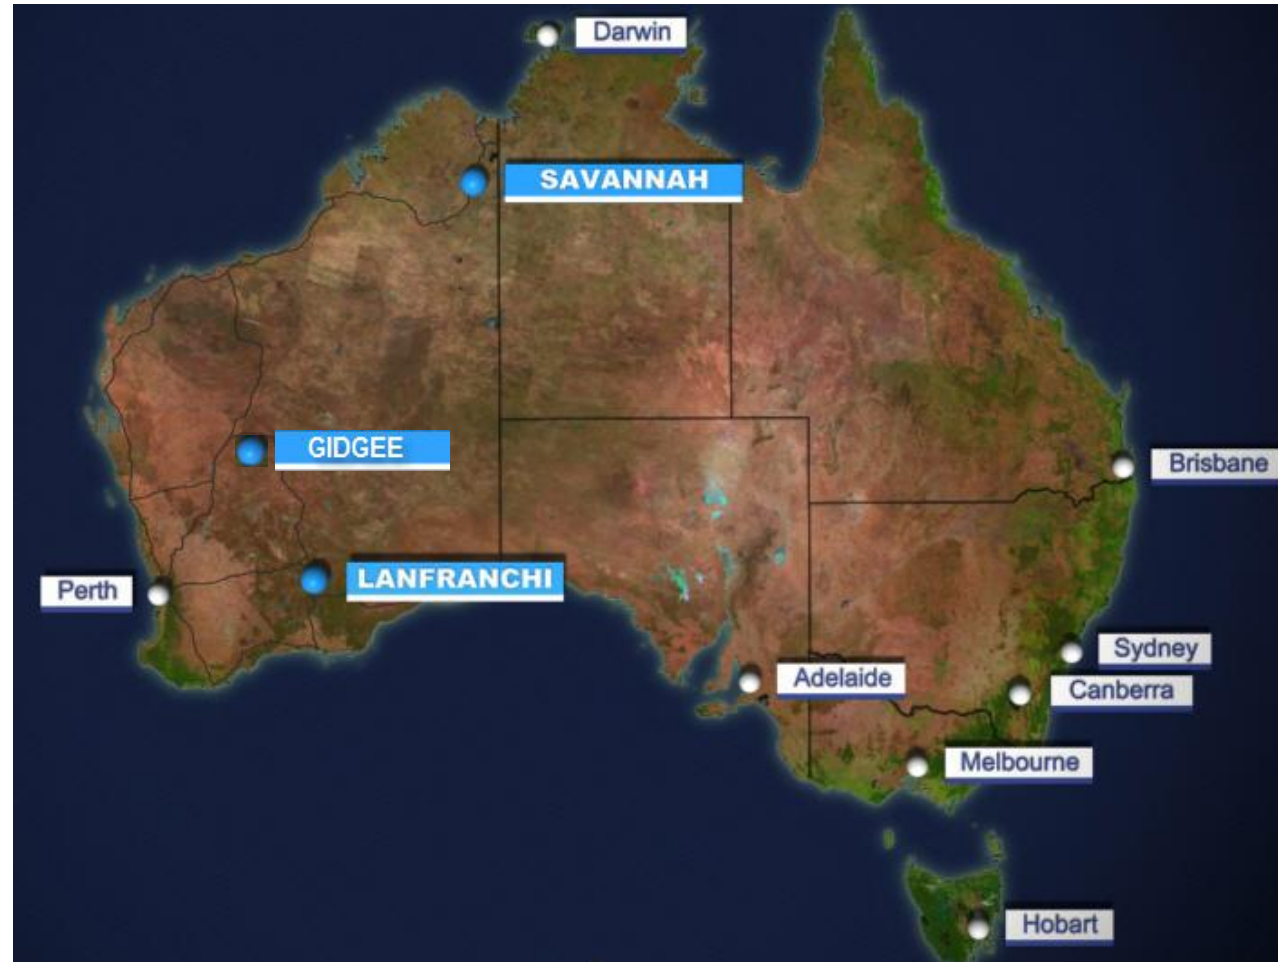 Darwin
SAVANNAH
GIDGEE
Brisbane
LANFRANCHI
Perth
Sydney
Adelaide
Canberra
Melbourne
Hobart